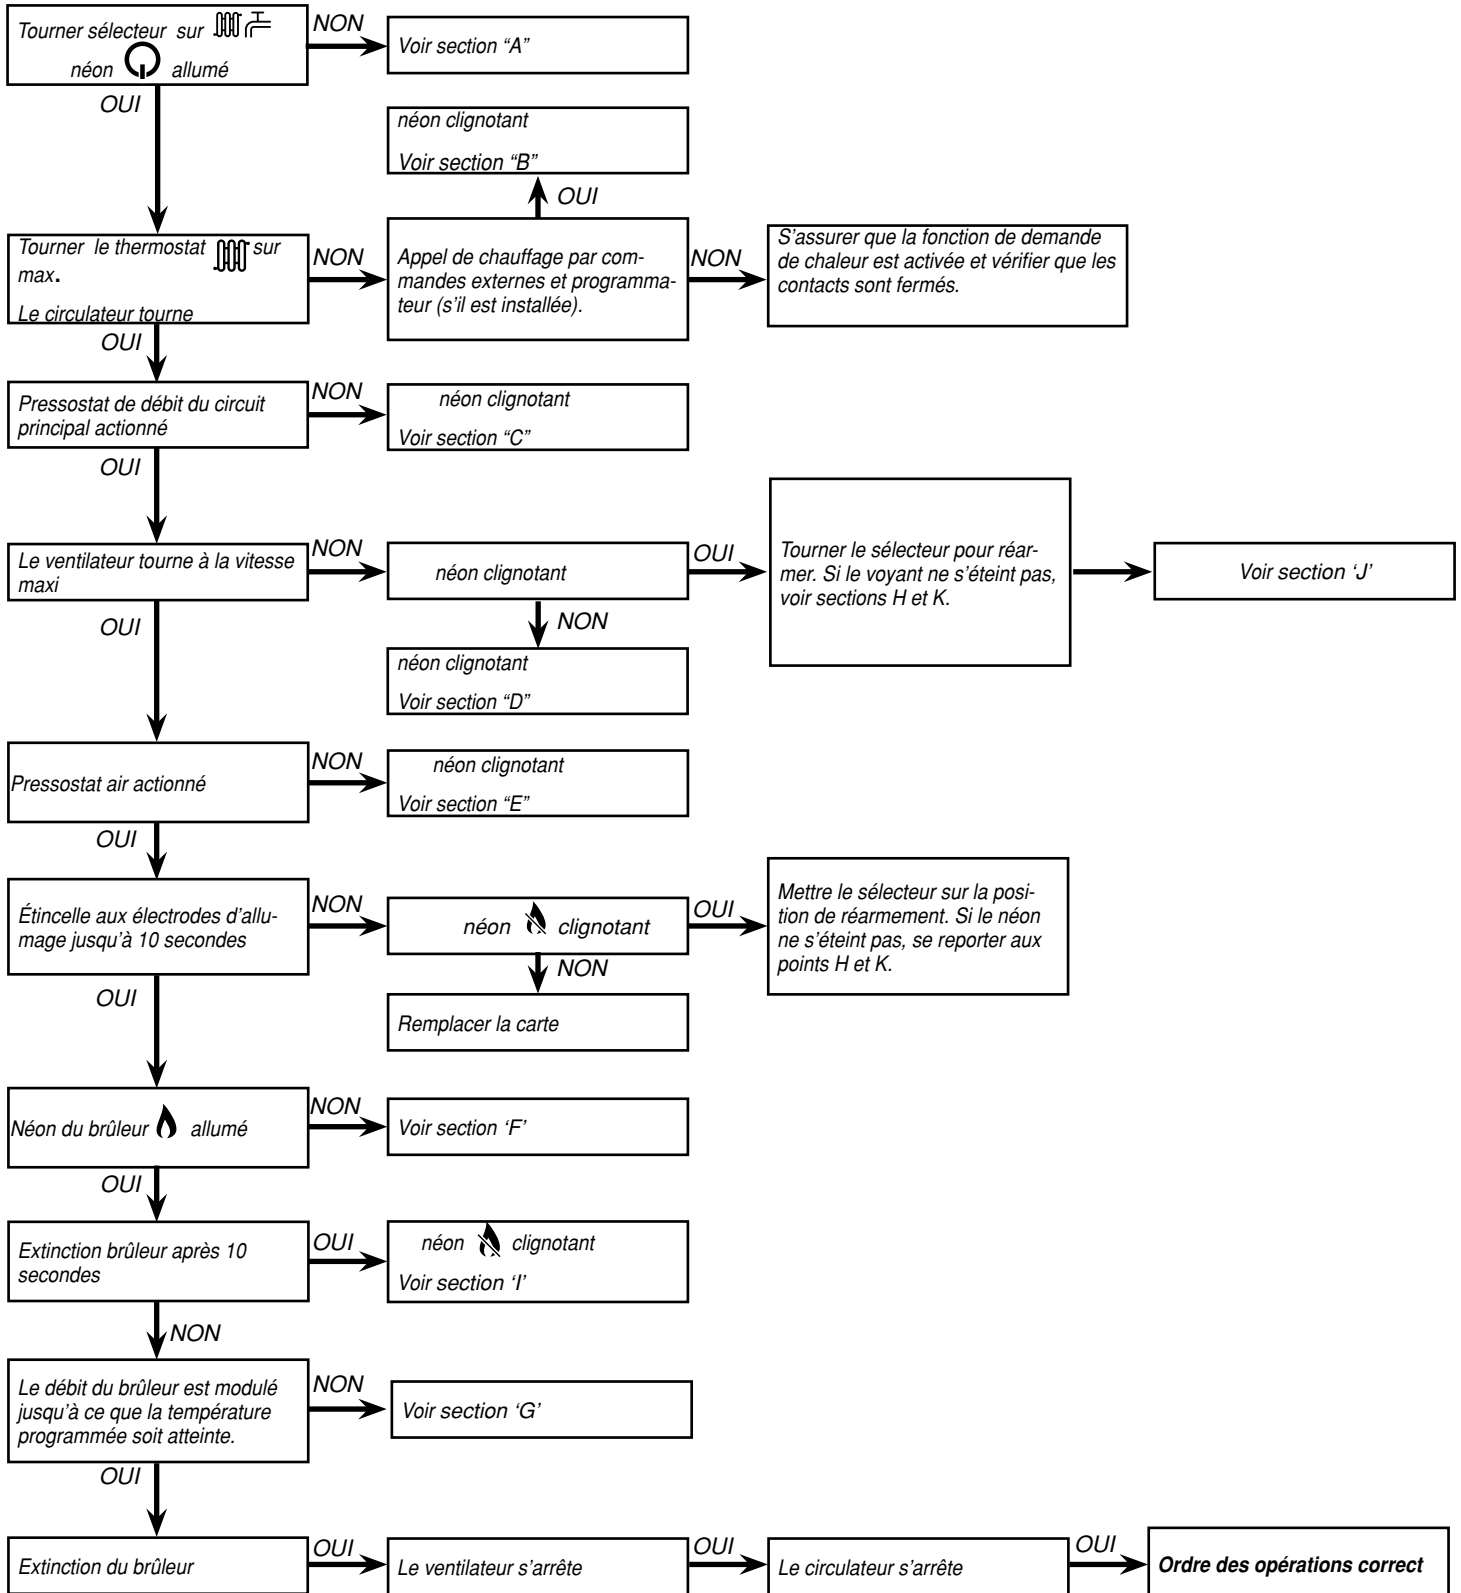 Tourner sélecteur sur
néon allumé
NON
Voir section “A”
OUI
néon clignotant
Voir section “B”
OUI
Tourner le thermostat sur
max.
Le circulateur tourne
NON
Appel de chauffage par com-
mandes externes et programma-
teur (s’il est installée).
NON
S’assurer que la fonction de demande
de chaleur est activée et vérifier que les
contacts sont fermés.
OUI
Pressostat de débit du circuit
principal actionné
NON
néon clignotant
Voir section “C”
OUI
Le ventilateur tourne à la vitesse
maxi
NON
néon clignotant
OUI
Tourner le sélecteur pour réar-
mer. Si le voyant ne s’éteint pas,
voir sections H et K.
Voir section ‘J’
NON
néon clignotant
Voir section “D”
OUI
Pressostat air actionné
NON
néon clignotant
Voir section “E”
OUI
Étincelle aux électrodes d’allu-
mage jusqu’à 10 secondes
NON
néon clignotant
OUI
Mettre le sélecteur sur la posi-
tion de réarmement. Si le néon
ne s’éteint pas, se reporter aux
points H et K.
NON
Remplacer la carte
OUI
Néon du brûleur allumé
NON
Voir section ‘F’
OUI
Extinction brûleur après 10
secondes
OUI
néon clignotant
Voir section ‘I’
NON
Le débit du brûleur est modulé
jusqu’à ce que la température
programmée soit atteinte.
NON
Voir section ‘G’
OUI
Extinction du brûleur
OUI
Le ventilateur s’arrête
OUI
Le circulateur s’arrête
OUI
Ordre des opérations correct